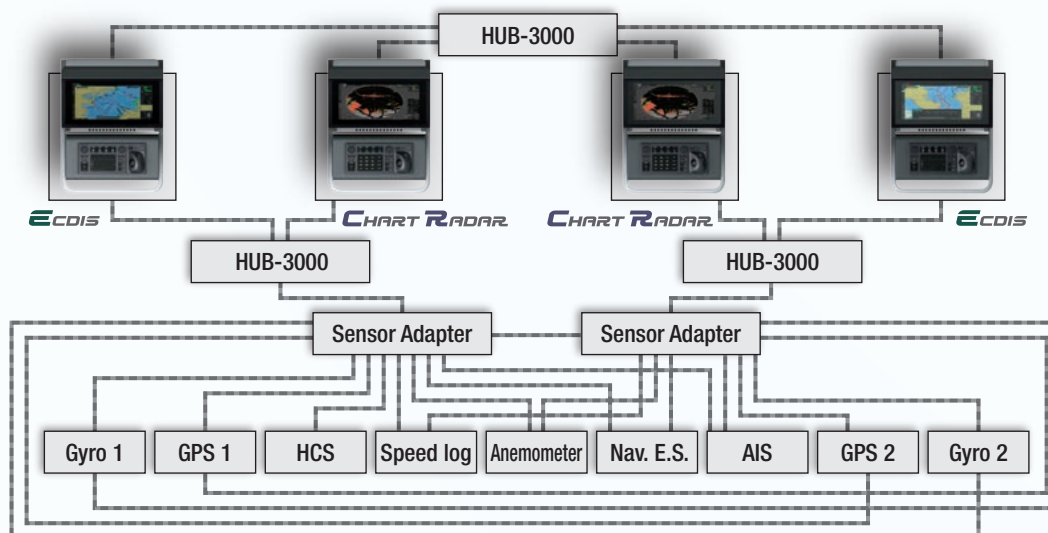 HUB-3000
ECDIS
CHART RADAR
CHART RADAR
ECDIS
HUB-3000
HUB-3000
Sensor Adapter
Sensor Adapter
Gyro 1
GPS 1
HCS
Speed log
Anemometer
Nav. E.S.
AIS
GPS 2
Gyro 2